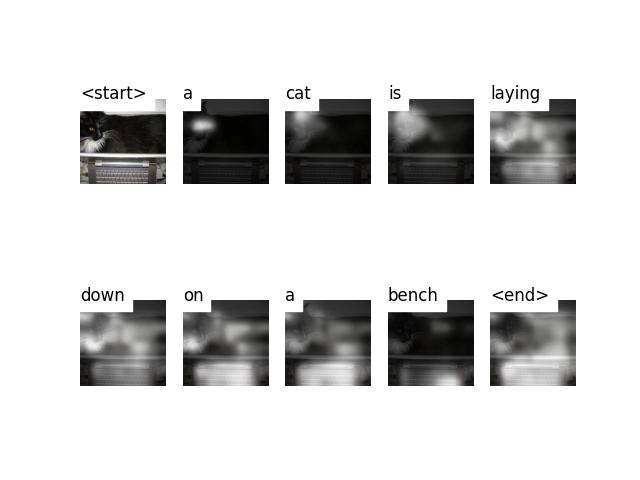 <start> a cat is laying
down on a bench <end>